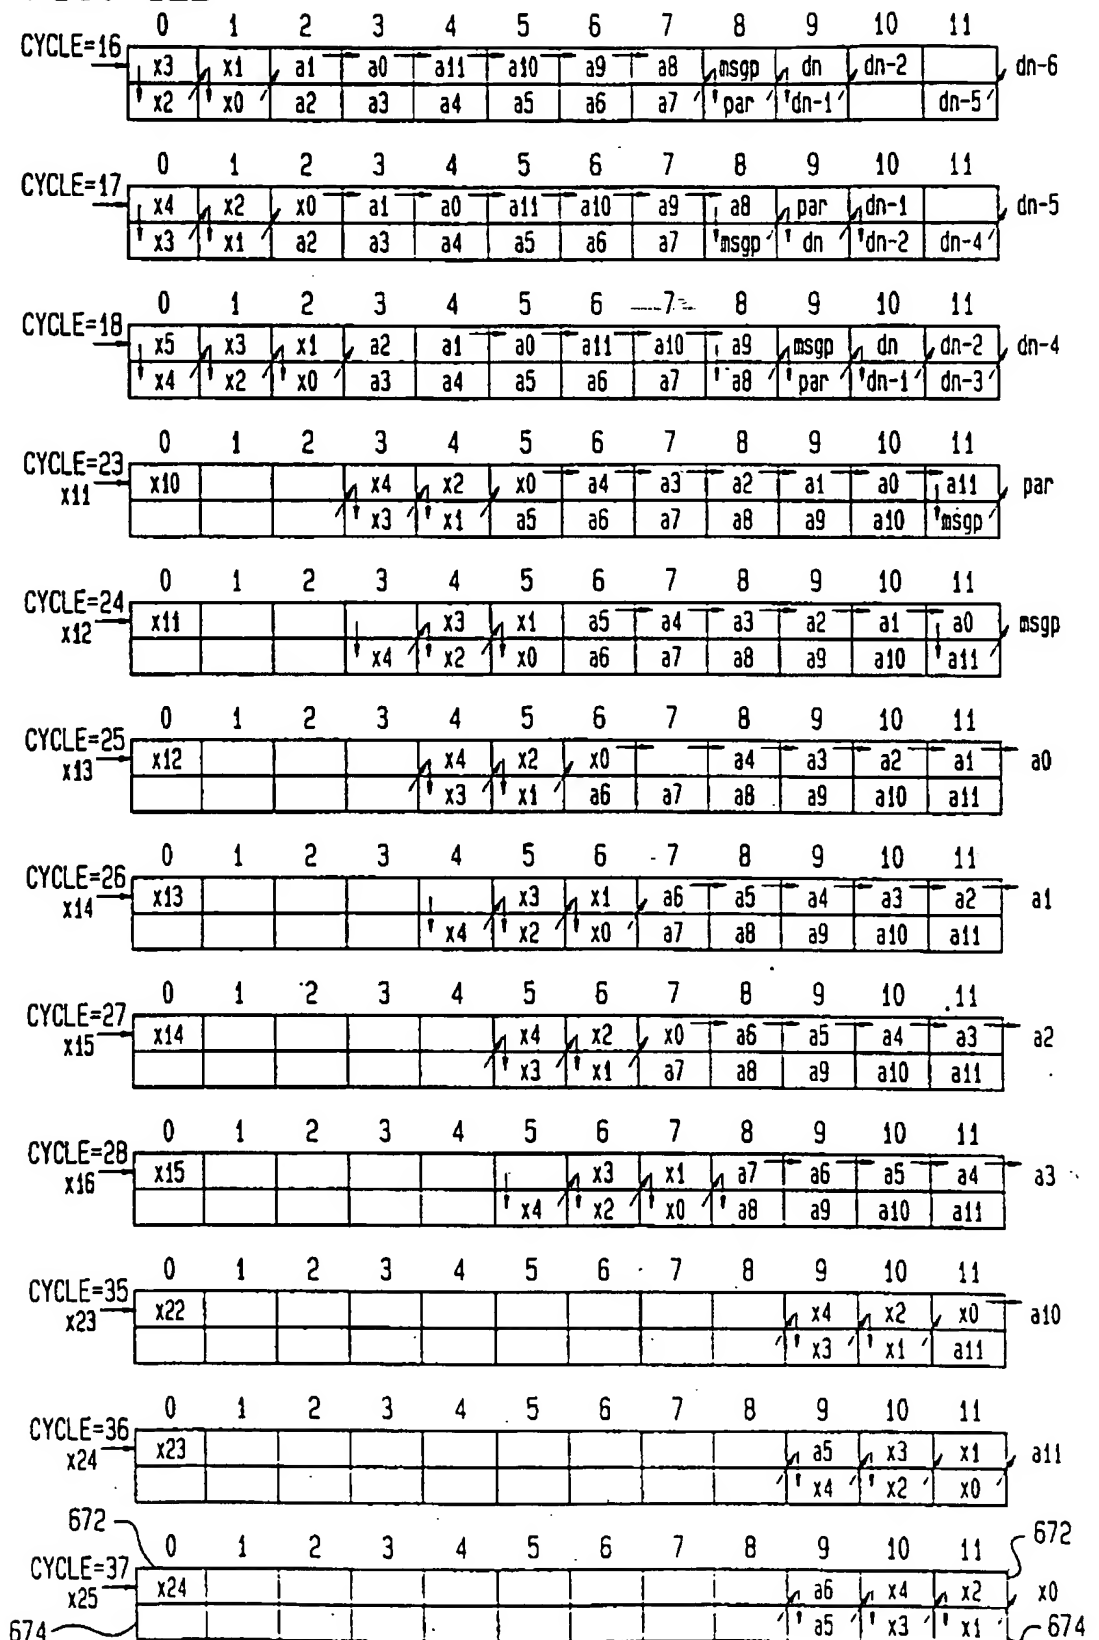 0 1 2 3 4 5 6 7 8 9 10 11
CYCLE=16
x3 x1 a1 a0 a11 a10 a9 a8 msgp dn dn-2 dn-6
x2 x0 a2 a3 a4 a5 a6 a7 par dn-1 dn-5
0 1 2 3 4 5 6 7 8 9 10 11
CYCLE=17
x4 x2 x0 a1 a0 a11 a10 a9 a8 par dn-1 dn-5
x3 x1 a2 a3 a4 a5 a6 a7 msgp dn dn-2 dn-4
0 1 2 3 4 5 6 7 8 9 10 11
CYCLE=18
x5 x3 x1 a2 a1 a0 a11 a10 a9 msgp dn dn-2 dn-4
x4 x2 x0 a3 a4 a5 a6 a7 a8 par dn-1 dn-3
0 1 2 3 4 5 6 7 8 9 10 11
CYCLE=23
x11 x10 x4 x2 x0 a4 a3 a2 a1 a0 a11 par
x3 x1 a5 a6 a7 a8 a9 a10 msgp
0 1 2 3 4 5 6 7 8 9 10 11
CYCLE=24
x12 x11 x3 x1 a5 a4 a3 a2 a1 a0 msgp
x4 x2 x0 a6 a7 a8 a9 a10 a11
0 1 2 3 4 5 6 7 8 9 10 11
CYCLE=25
x13 x12 x4 x2 x0 a4 a3 a2 a1 a0
x3 x1 a6 a7 a8 a9 a10 a11
0 1 2 3 4 5 6 7 8 9 10 11
CYCLE=26
x14 x13 x3 x1 a6 a5 a4 a3 a2 a1
x4 x2 x0 a7 a8 a9 a10 a11
0 1 2 3 4 5 6 7 8 9 10 11
CYCLE=27
x15 x14 x4 x2 x0 a6 a5 a4 a3 a2
x3 x1 a7 a8 a9 a10 a11
0 1 2 3 4 5 6 7 8 9 10 11
CYCLE=28
x16 x15 x3 x1 a7 a6 a5 a4 a3
x4 x2 x0 a8 a9 a10 a11
0 1 2 3 4 5 6 7 8 9 10 11
CYCLE=35
x23 x22 x4 x2 x0 a10
x3 x1 a11
0 1 2 3 4 5 6 7 8 9 10 11
CYCLE=36
x24 x23 a5 x3 x1 a11
x4 x2 x0
672 672
0 1 2 3 4 5 6 7 8 9 10 11
CYCLE=37
x25 x24 a6 x4 x2 x0
674 a5 x3 x1 674